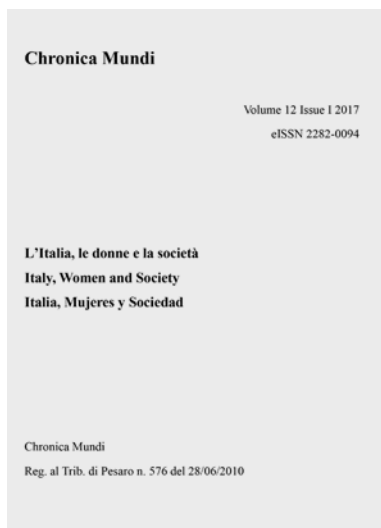 Chronica Mundi
Volume 12 Issue I 2017
eISSN 2282-0094
L'Italia, le donne e la società
Italy, Women and Society
Italia, Mujeres y Sociedad
Chronica Mundi
Reg. al Trib. di Pesaro n. 576 del 28/06/2010